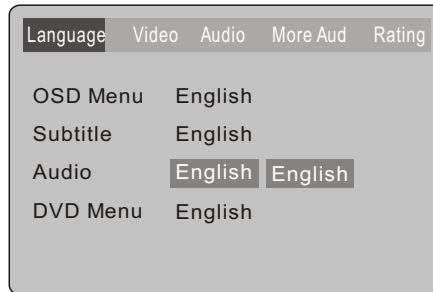 Language Video Audio More Aud Rating
OSD Menu English
Subtitle English
Audio English English
DVD Menu English